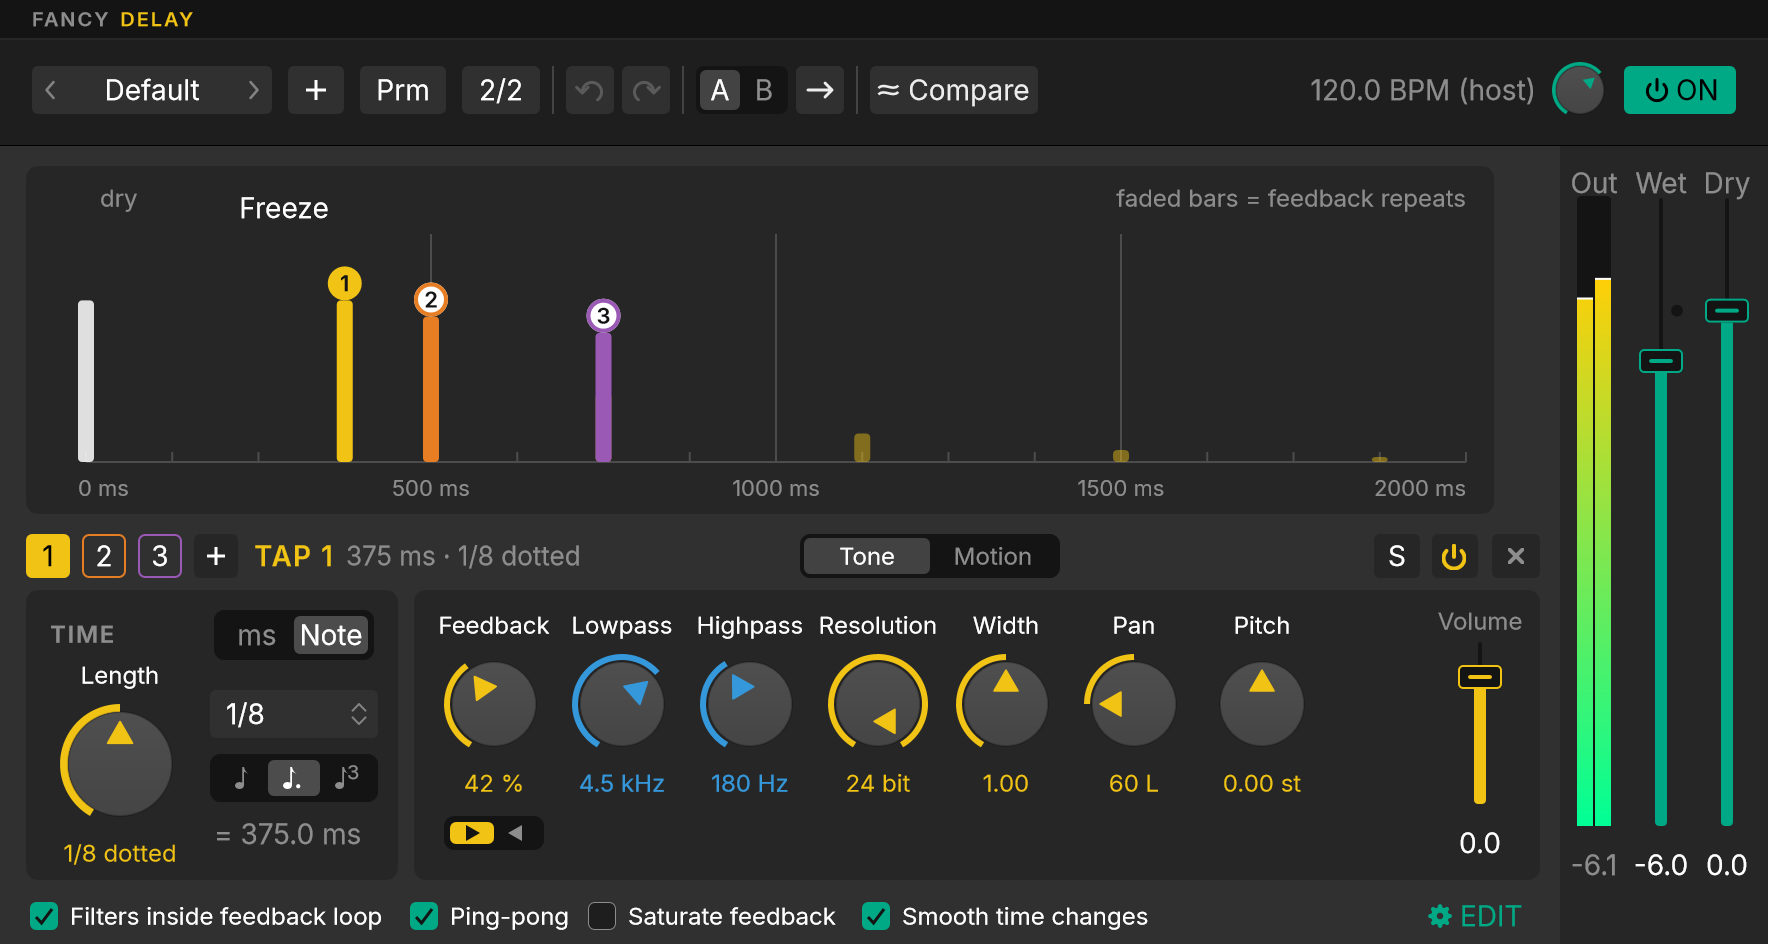 FANCY DELAY
Default + Prm 2/2 A B → ≈ Compare 120.0 BPM (host) ON
Out Wet Dry
dry Freeze faded bars = feedback repeats
1 2 3
0 ms 500 ms 1000 ms 1500 ms 2000 ms
1 2 3 + TAP 1 375 ms · 1/8 dotted Tone Motion S ×
TIME ms Note
Feedback Lowpass Highpass Resolution Width Pan Pitch Volume
Length
1/8
3
42 % 4.5 kHz 180 Hz 24 bit 1.00 60 L 0.00 st
= 375.0 ms
1/8 dotted
0.0
-6.1 -6.0 0.0
Filters inside feedback loop Ping-pong Saturate feedback Smooth time changes EDIT